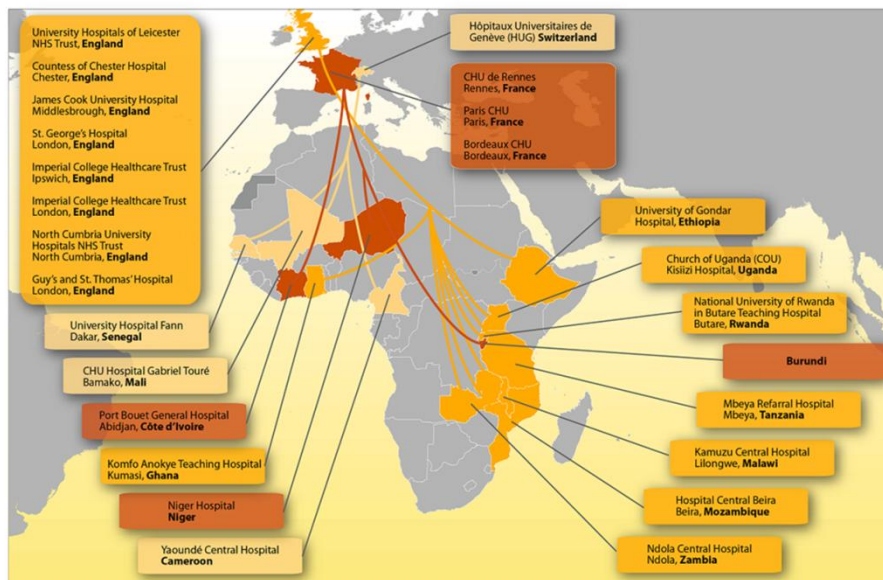 University Hospitals of Leicester
NHS Trust, England
Countess of Chester Hospital
Chester, England
James Cook University Hospital
Middlesbrough, England
St. George's Hospital
London, England
Imperial College Healthcare Trust
Ipswich, England
Imperial College Healthcare Trust
London, England
North Cumbria University
Hospitals NHS Trust
North Cumbria, England
Guy's and St. Thomas' Hospital
London, England
University Hospital Fann
Dakar, Senegal
CHU Hospital Gabriel Touré
Bamako, Mali
Port Bouet General Hospital
Abidjan, Côte d'Ivoire
Komfo Anokye Teaching Hospital
Kumasi, Ghana
Niger Hospital
Niger
Yaoundé Central Hospital
Cameroon
Hôpitaux Universitaires de
Genève (HUG) Switzerland
CHU de Rennes
Rennes, France
Paris CHU
Paris, France
Bordeaux CHU
Bordeaux, France
University of Gondar
Hospital, Ethiopia
Church of Uganda (COU)
Kisiizi Hospital, Uganda
National University of Rwanda
in Butare Teaching Hospital
Butare, Rwanda
Burundi
Mbeya Refarral Hospital
Mbeya, Tanzania
Kamuzu Central Hospital
Lilongwe, Malawi
Hospital Central Beira
Beira, Mozambique
Ndola Central Hospital
Ndola, Zambia